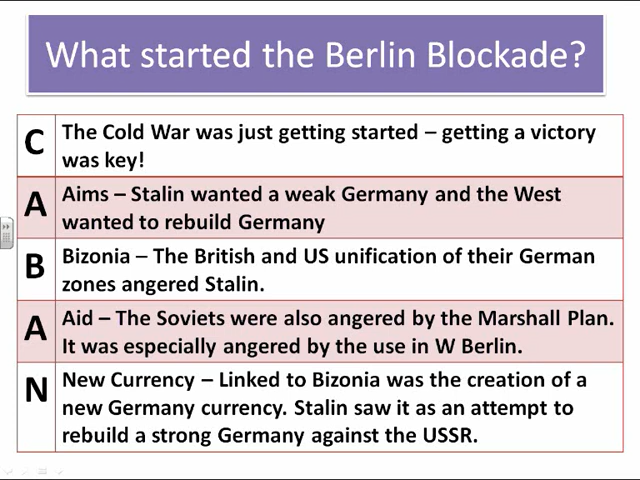 What started the Berlin Blockade?
C
The Cold War was just getting started – getting a victory
was key!
A
Aims – Stalin wanted a weak Germany and the West
wanted to rebuild Germany
B
Bizonia – The British and US unification of their German
zones angered Stalin.
A
Aid – The Soviets were also angered by the Marshall Plan.
It was especially angered by the use in W Berlin.
N
New Currency – Linked to Bizonia was the creation of a
new Germany currency. Stalin saw it as an attempt to
rebuild a strong Germany against the USSR.